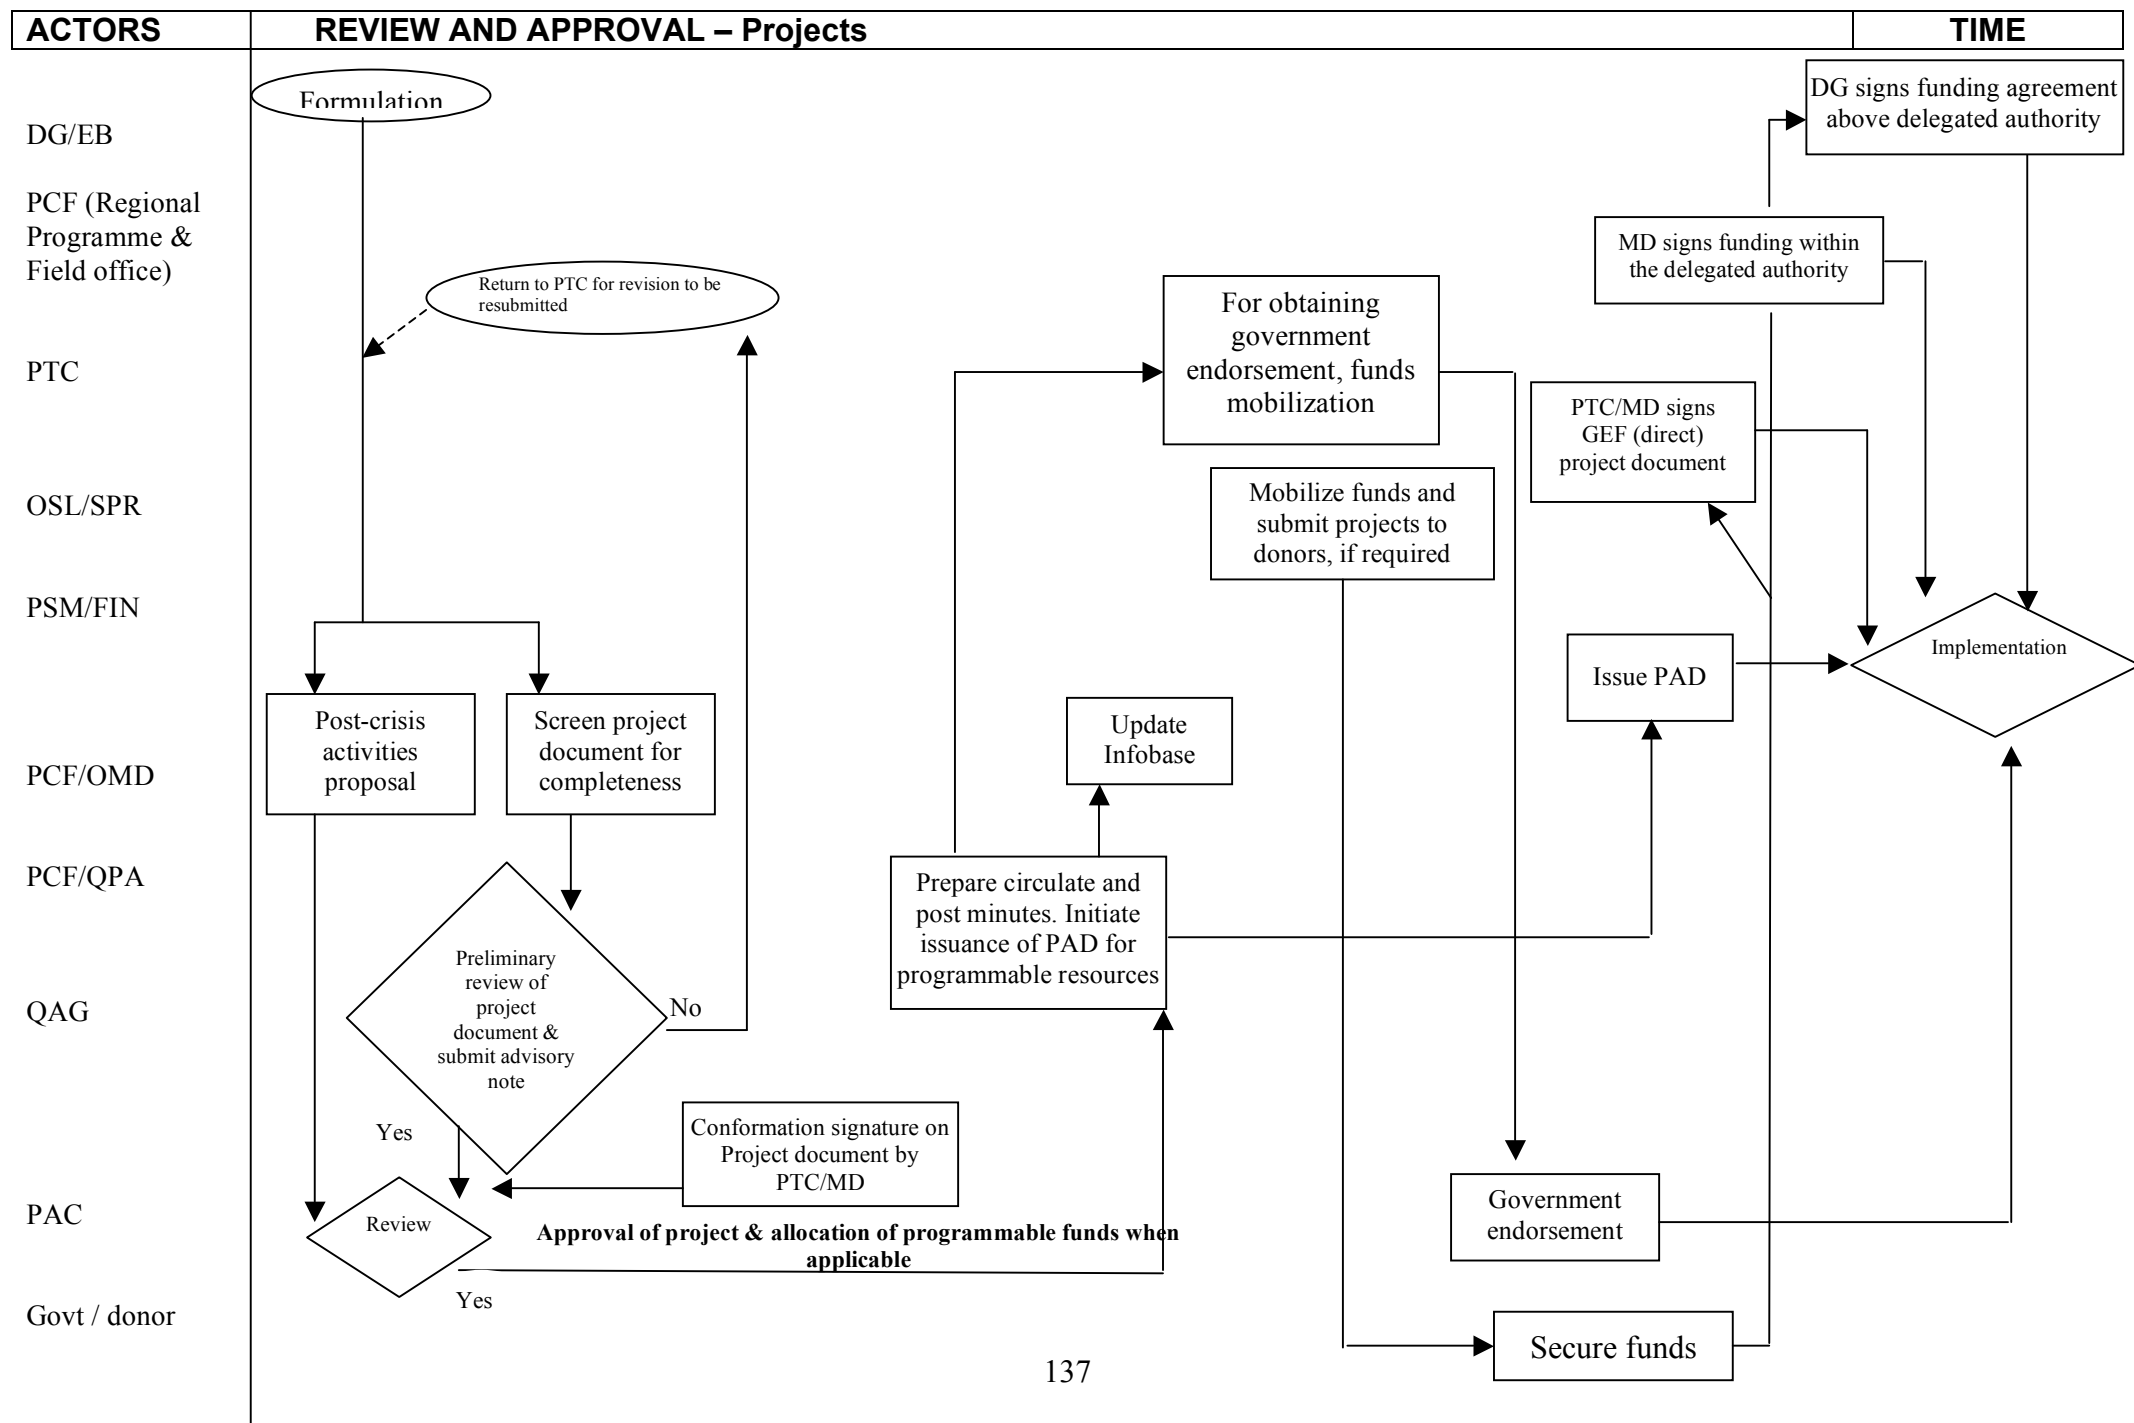 ACTORS
REVIEW AND APPROVAL – Projects
TIME
DG/EB
PCF (Regional
Programme &
Field office)
PTC
OSL/SPR
PSM/FIN
PCF/OMD
PCF/QPA
QAG
PAC
Govt / donor
Formulation
Return to PTC for revision to be
resubmitted
Post-crisis
activities
proposal
Screen project
document for
completeness
Preliminary
review of
project
document &
submit advisory
note
No
Yes
Conformation signature on
Project document by
PTC/MD
Review
Approval of project & allocation of programmable funds when
applicable
Yes
Prepare circulate and
post minutes. Initiate
issuance of PAD for
programmable resources
Update
Infobase
For obtaining
government
endorsement, funds
mobilization
Mobilize funds and
submit projects to
donors, if required
DG signs funding agreement
above delegated authority
MD signs funding within
the delegated authority
PTC/MD signs
GEF (direct)
project document
Issue PAD
Implementation
Government
endorsement
Secure funds
137